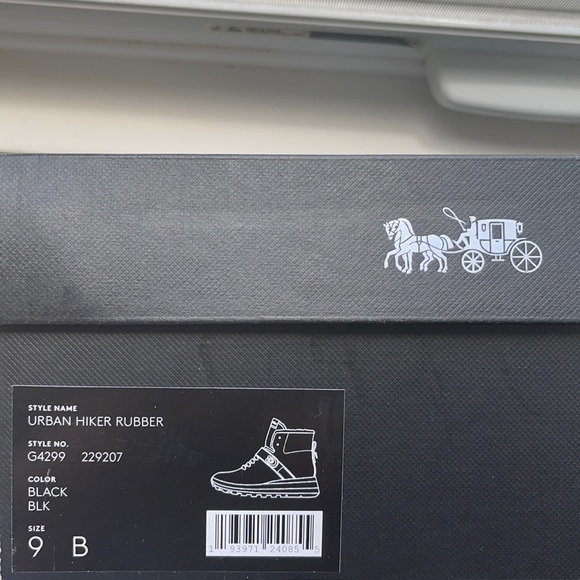 STYLE NAME
URBAN HIKER RUBBER
STYLE NO.
G4299 229207
COLOR
BLACK
BLK
SIZE
9 B
1 93971 24085 5